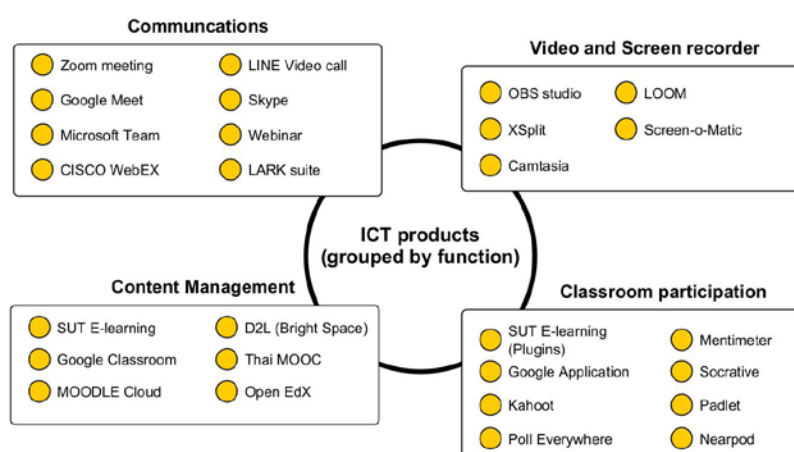 Communcations
Zoom meeting
LINE Video call
Google Meet
Skype
Microsoft Team
Webinar
CISCO WebEX
LARK suite
Video and Screen recorder
OBS studio
LOOM
XSplit
Screen-o-Matic
Camtasia
ICT products
(grouped by function)
Content Management
SUT E-learning
D2L (Bright Space)
Google Classroom
Thai MOOC
MOODLE Cloud
Open EdX
Classroom participation
SUT E-learning
(Plugins)
Mentimeter
Google Application
Socrative
Kahoot
Padlet
Poll Everywhere
Nearpod